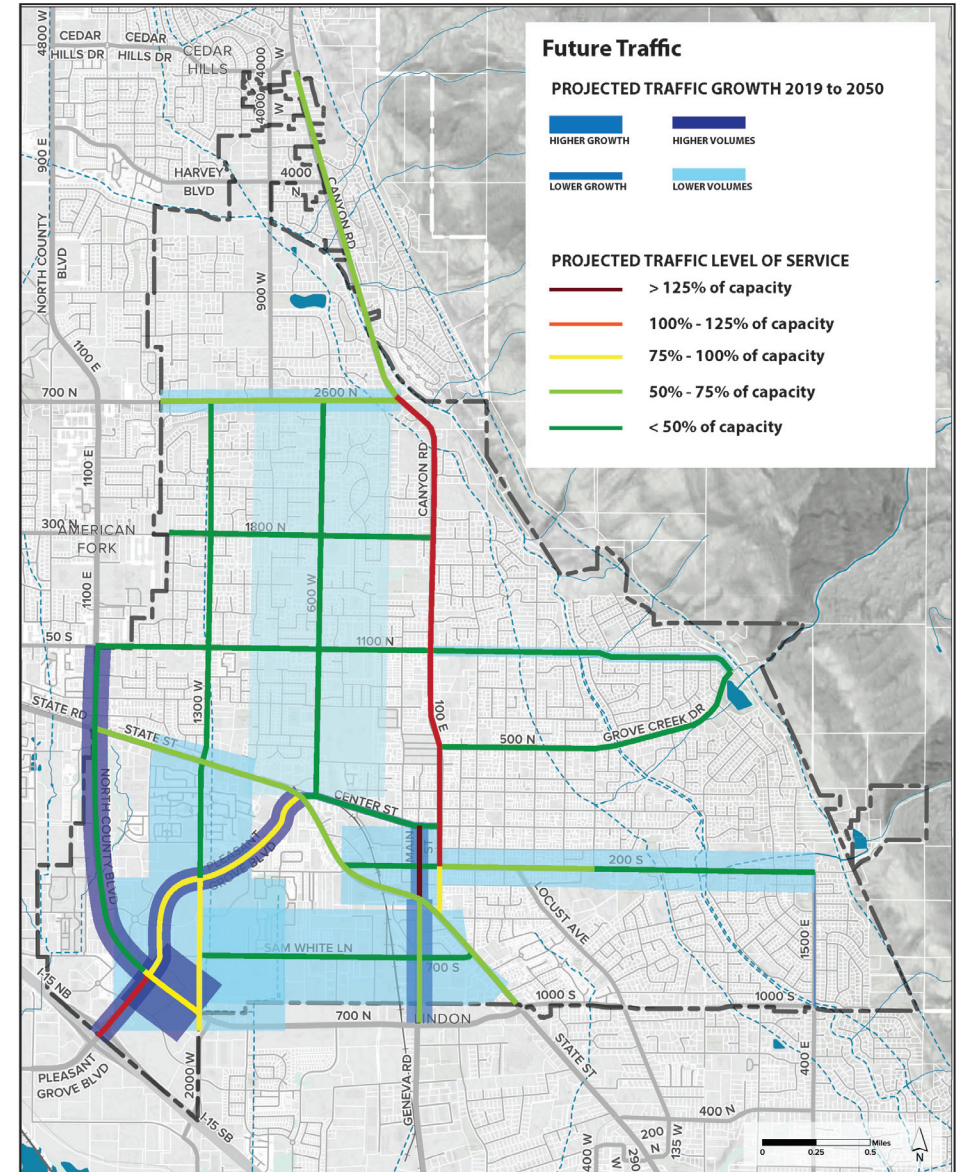 4800 W
CEDAR
HILLS DR
CEDAR
HILLS DR
CEDAR
HILLS
4000
W
4000
W
Future Traffic
PROJECTED TRAFFIC GROWTH 2019 to 2050
HIGHER GROWTH
HIGHER VOLUMES
LOWER GROWTH
LOWER VOLUMES
PROJECTED TRAFFIC LEVEL OF SERVICE
> 125% of capacity
100% - 125% of capacity
75% - 100% of capacity
50% - 75% of capacity
< 50% of capacity
900 E
HARVEY
BLVD
4000
N
CANYON RD
NORTH COUNTY
BLVD
900 W
1100 E
700 N
2600 N
CANYON RD
1100 E
300 N
AMERICAN
FORK
1800 N
1100 E
600 W
50 S
1100 N
STATE RD
STATE ST
1300 W
100 E
500 N
GROVE CREEK DR
NORTH COUNTY BLVD
CENTER ST
PLEASANT
GROVE BLVD
MAIN
ST
200 S
LOCUST AVE
1500 E
SAM WHITE LN
700 S
I-15 NB
1000 S
1000 S
700 N
LINDON
PLEASANT
GROVE BLVD
2000 W
GENEVA RD
STATE ST
400 E
I-15 SB
400 N
200
N
135 W
400 W
290
W
Miles
0
0.25
0.5
N